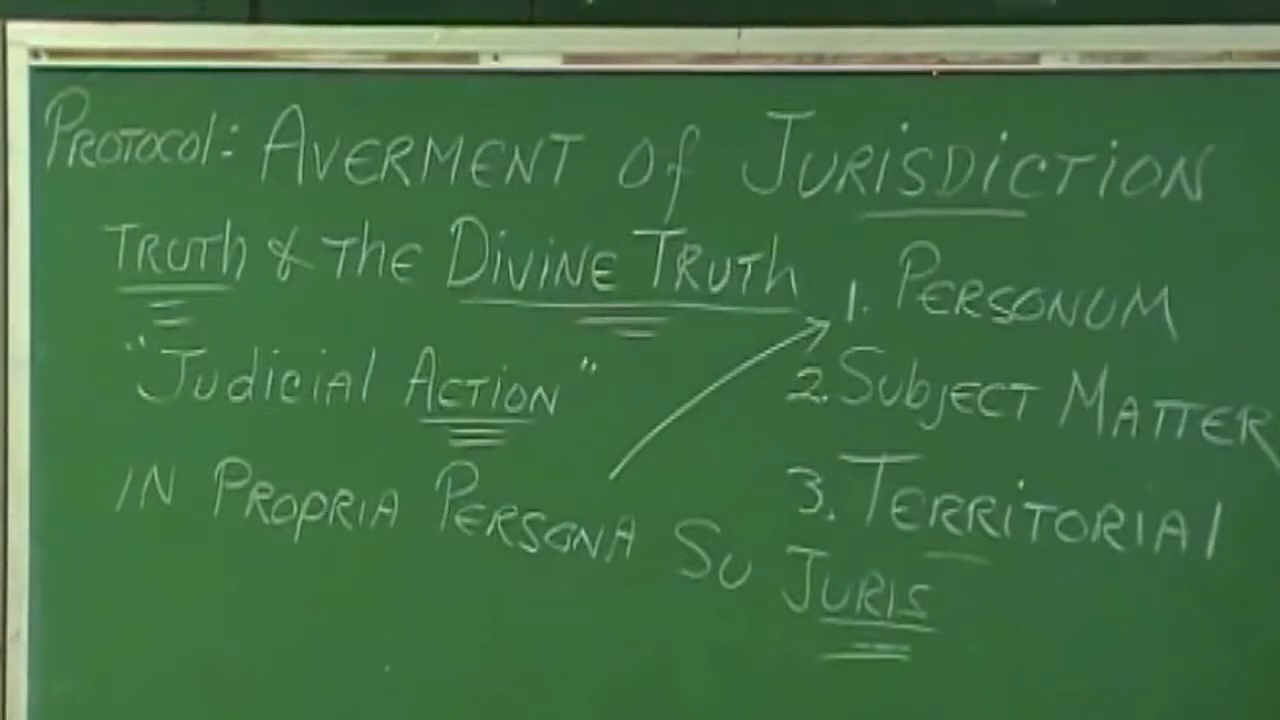 PROTOCOL: AVERMENT Of JURISDICTION
TRUTH & THE DIVINE TRUTH
1. PERSONUM
"Judicial ACTION"
2. SUBJECT MATTER
IN PROPRIA PERSONA SU JURIS
3. TERRITORIAL